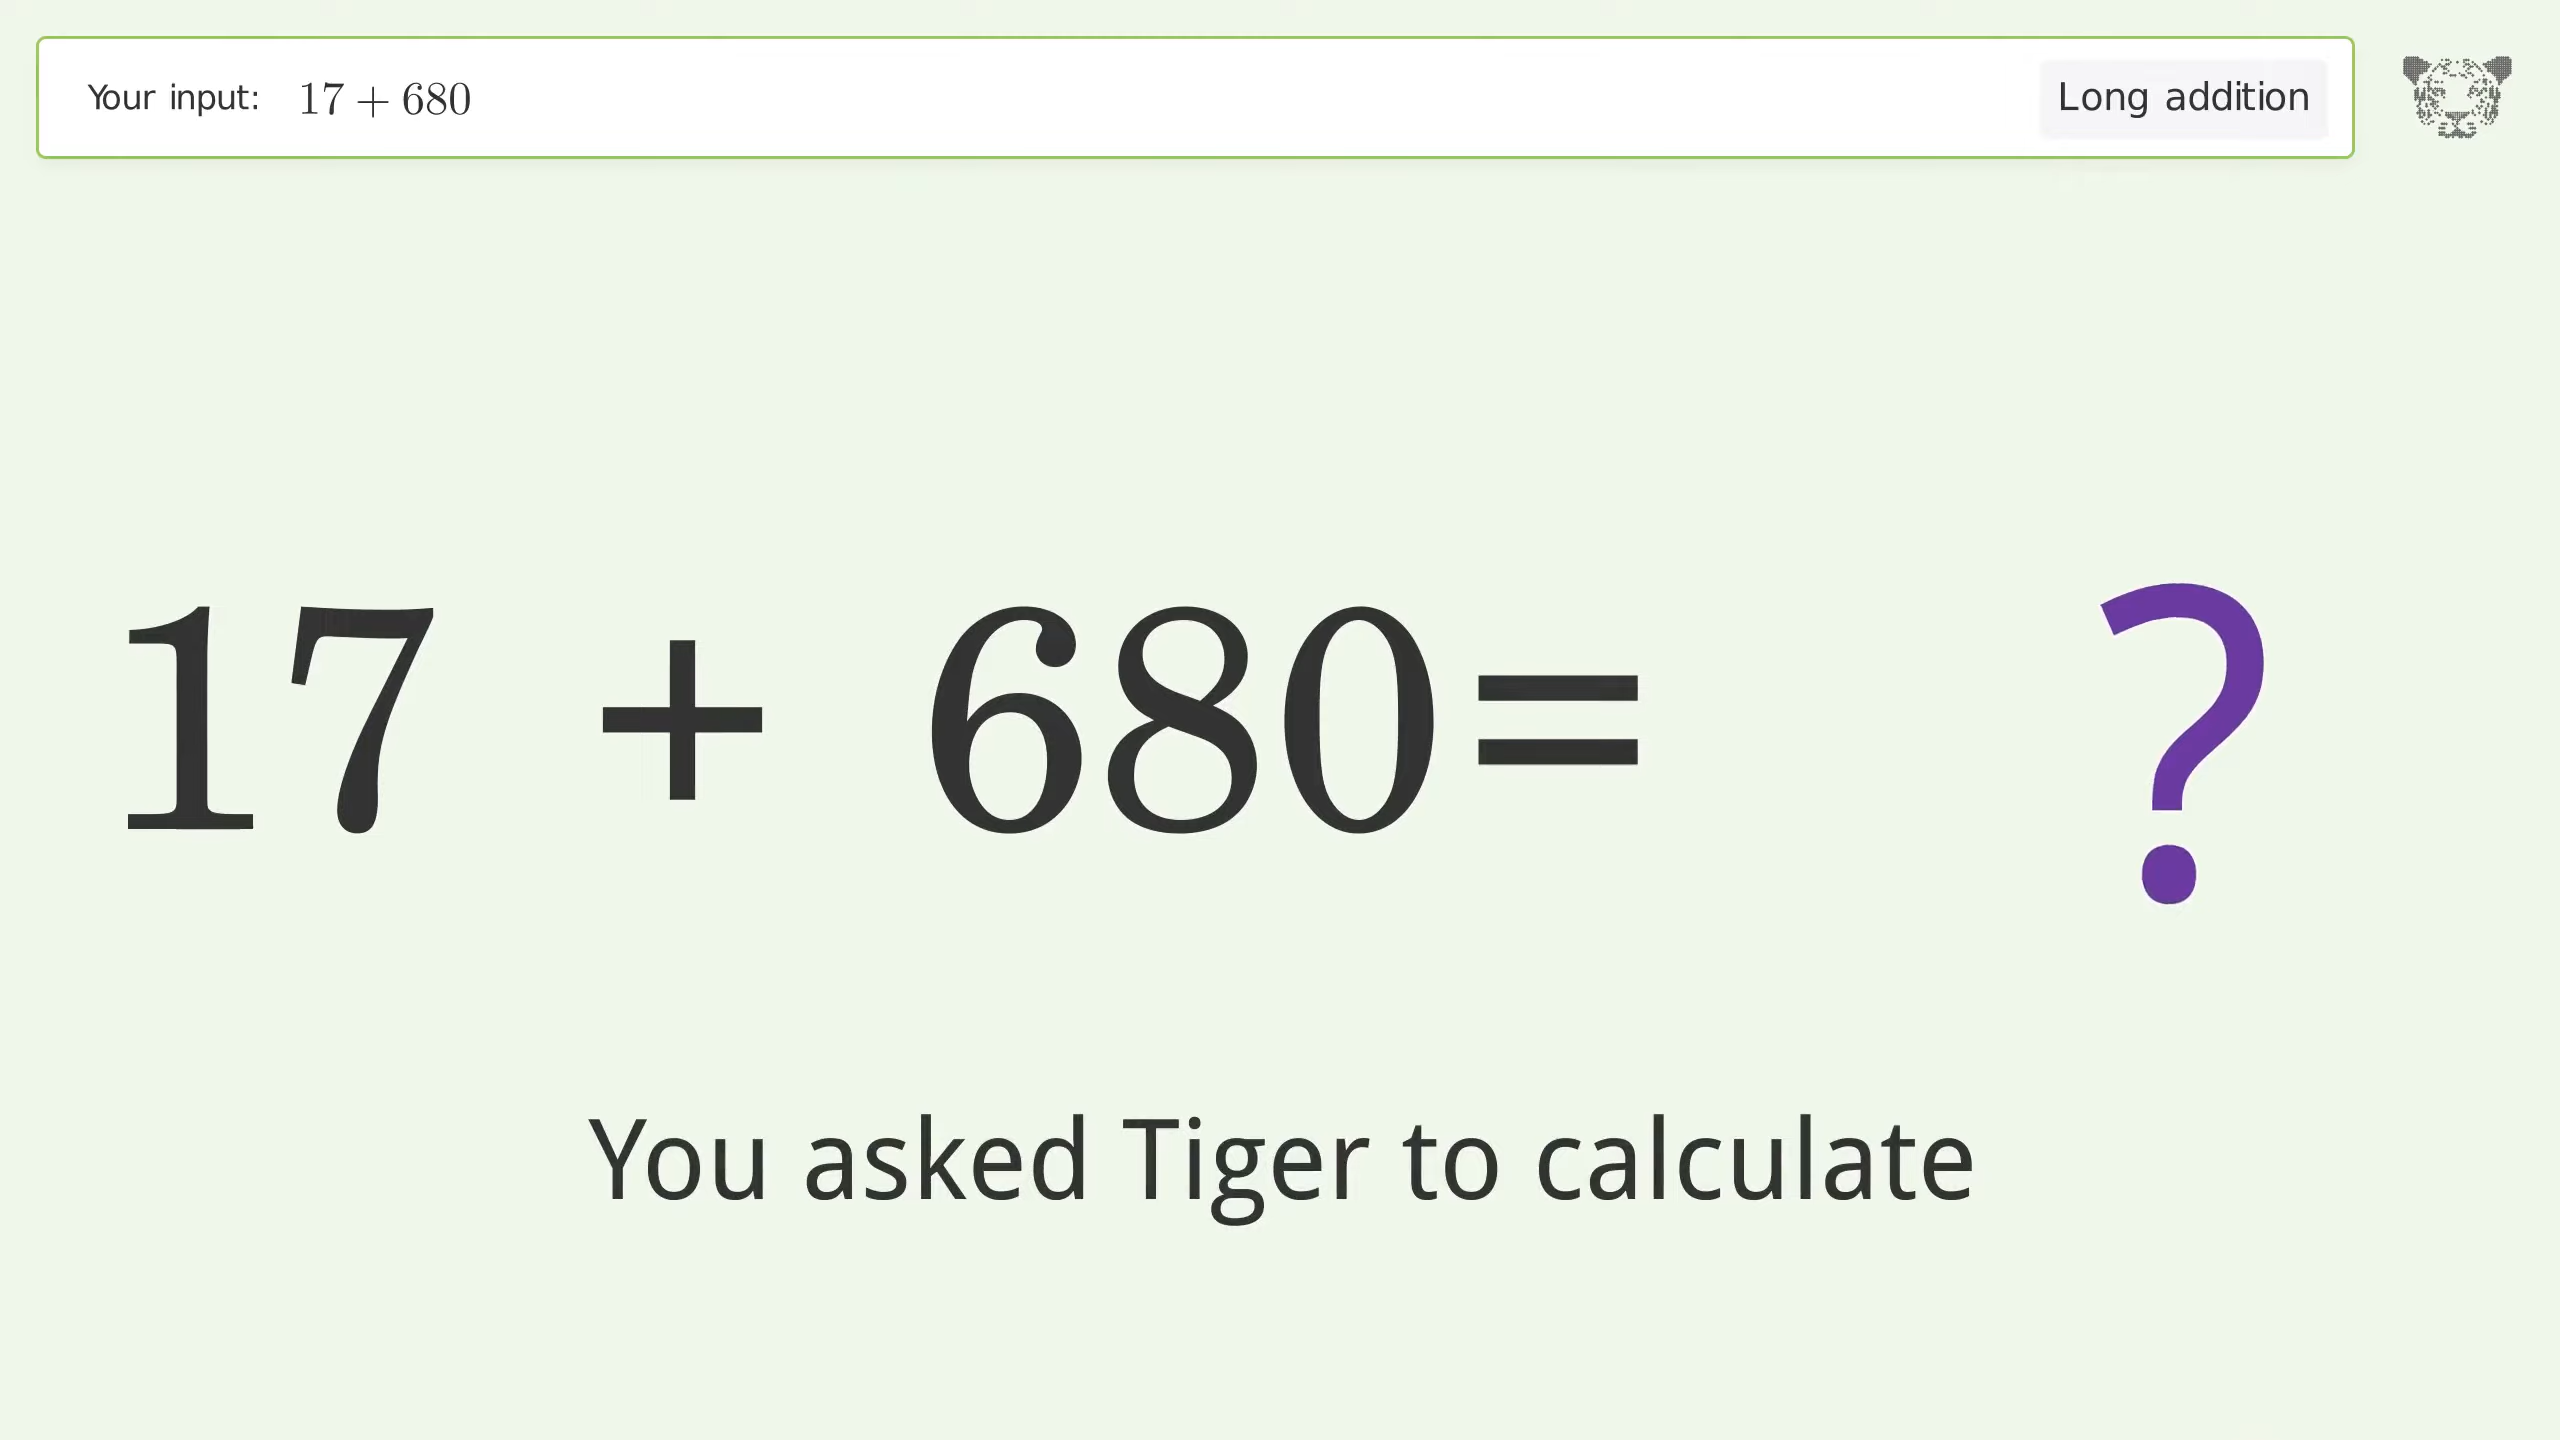 Your input: 17 + 680
Long addition
17 + 680 = ?
You asked Tiger to calculate